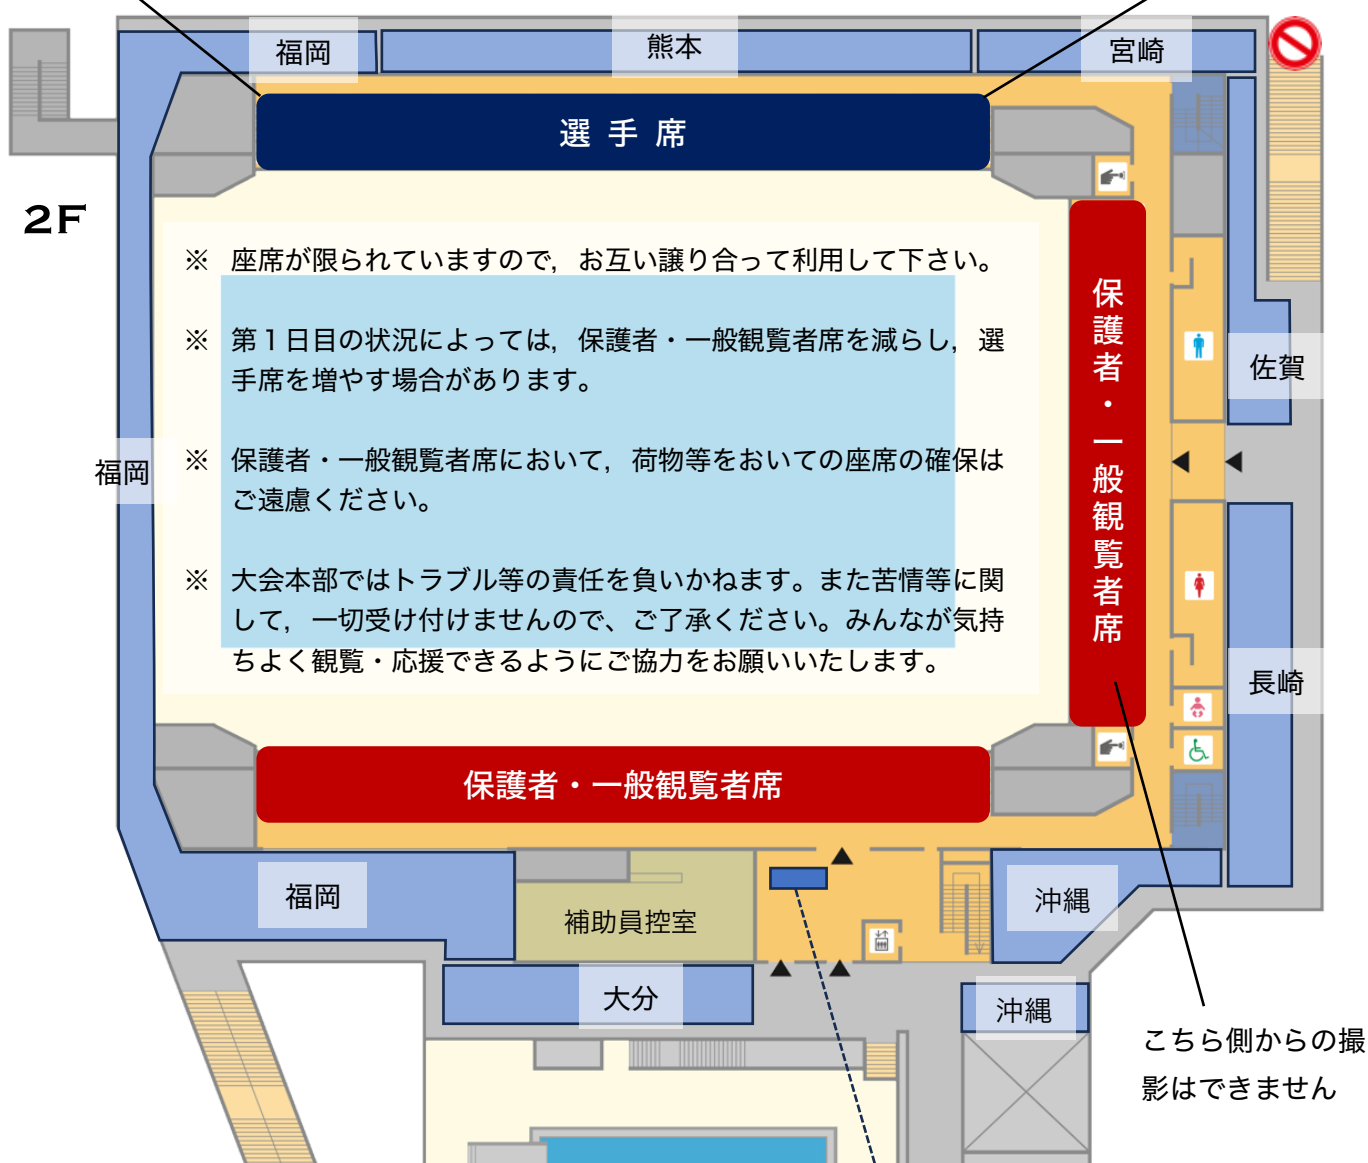 福岡
熊本
宮崎
選手席
2F
※ 座席が限られていますので，お互い譲り合って利用して下さい。
※ 第１日目の状況によっては，保護者・一般観覧者席を減らし，選
手席を増やす場合があります。
※ 保護者・一般観覧者席において，荷物等をおいての座席の確保は
ご遠慮ください。
※ 大会本部ではトラブル等の責任を負いかねます。また苦情等に関
して，一切受け付けませんので、ご了承ください。みんなが気持
ちよく観覧・応援できるようにご協力をお願いいたします。
保護者・一般観覧者席
佐賀
福岡
長崎
保護者・一般観覧者席
福岡
補助員控室
沖縄
大分
沖縄
こちら側からの撮
影はできません